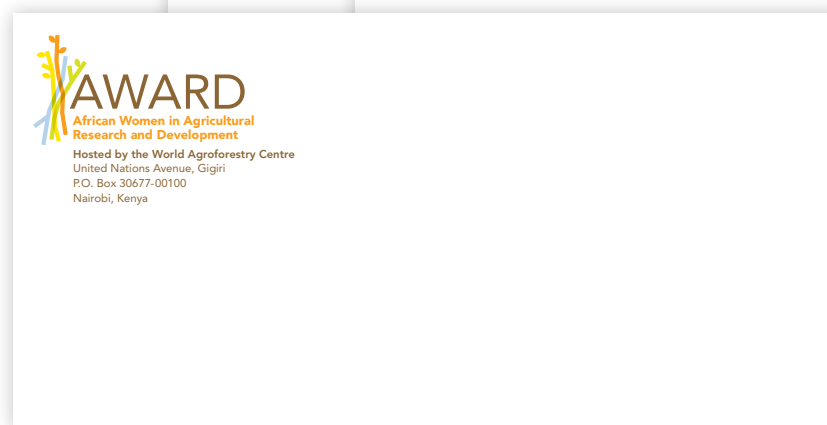 AWARD
African Women in Agricultural
Research and Development
Hosted by the World Agroforestry Centre
United Nations Avenue, Gigiri
P.O. Box 30677-00100
Nairobi, Kenya